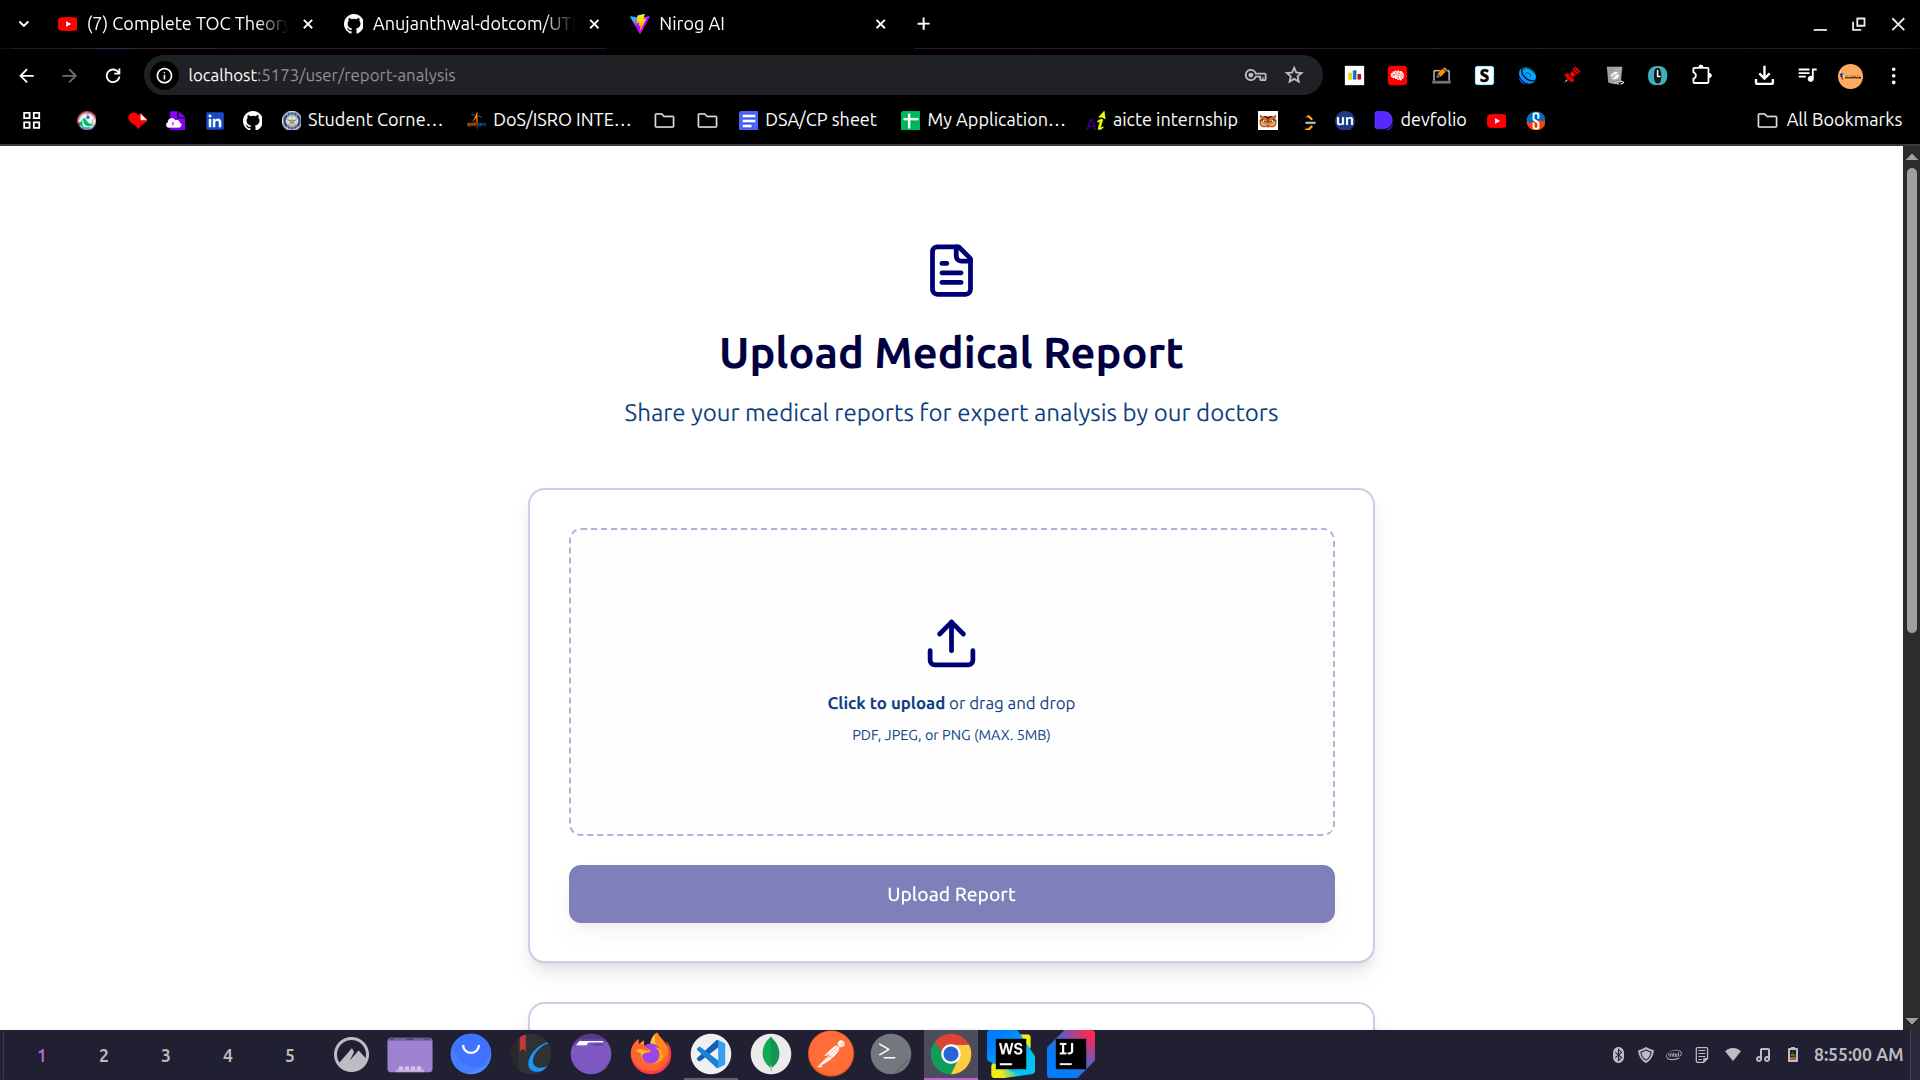 (7) Complete TOC Theory
Anujanthwal-dotcom/UT
Nirog AI
localhost:5173/user/report-analysis
Student Corne...
DoS/ISRO INTE...
DSA/CP sheet
My Application...
aicte internship
un
devfolio
All Bookmarks
Upload Medical Report
Share your medical reports for expert analysis by our doctors
Click to upload or drag and drop
PDF, JPEG, or PNG (MAX. 5MB)
Upload Report
1 2 3 4 5
WS
IJ
8:55:00 AM